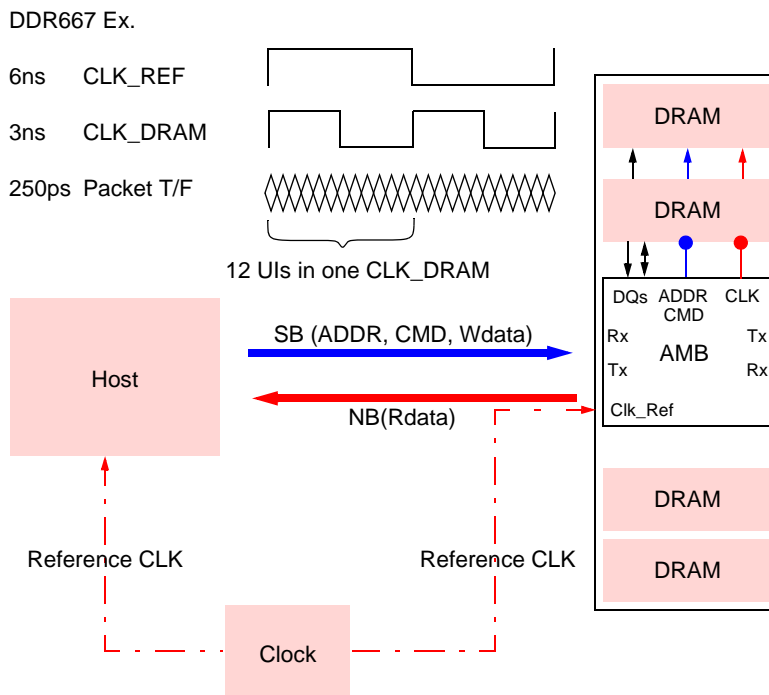 DDR667 Ex.
6ns CLK_REF
3ns CLK_DRAM
250ps Packet T/F
12 UIs in one CLK_DRAM
DRAM
DRAM
DQs ADDR CLK
CMD
Rx Tx
AMB
Tx Rx
Clk_Ref
SB (ADDR, CMD, Wdata)
Host
NB(Rdata)
DRAM
DRAM
Reference CLK
Reference CLK
Clock